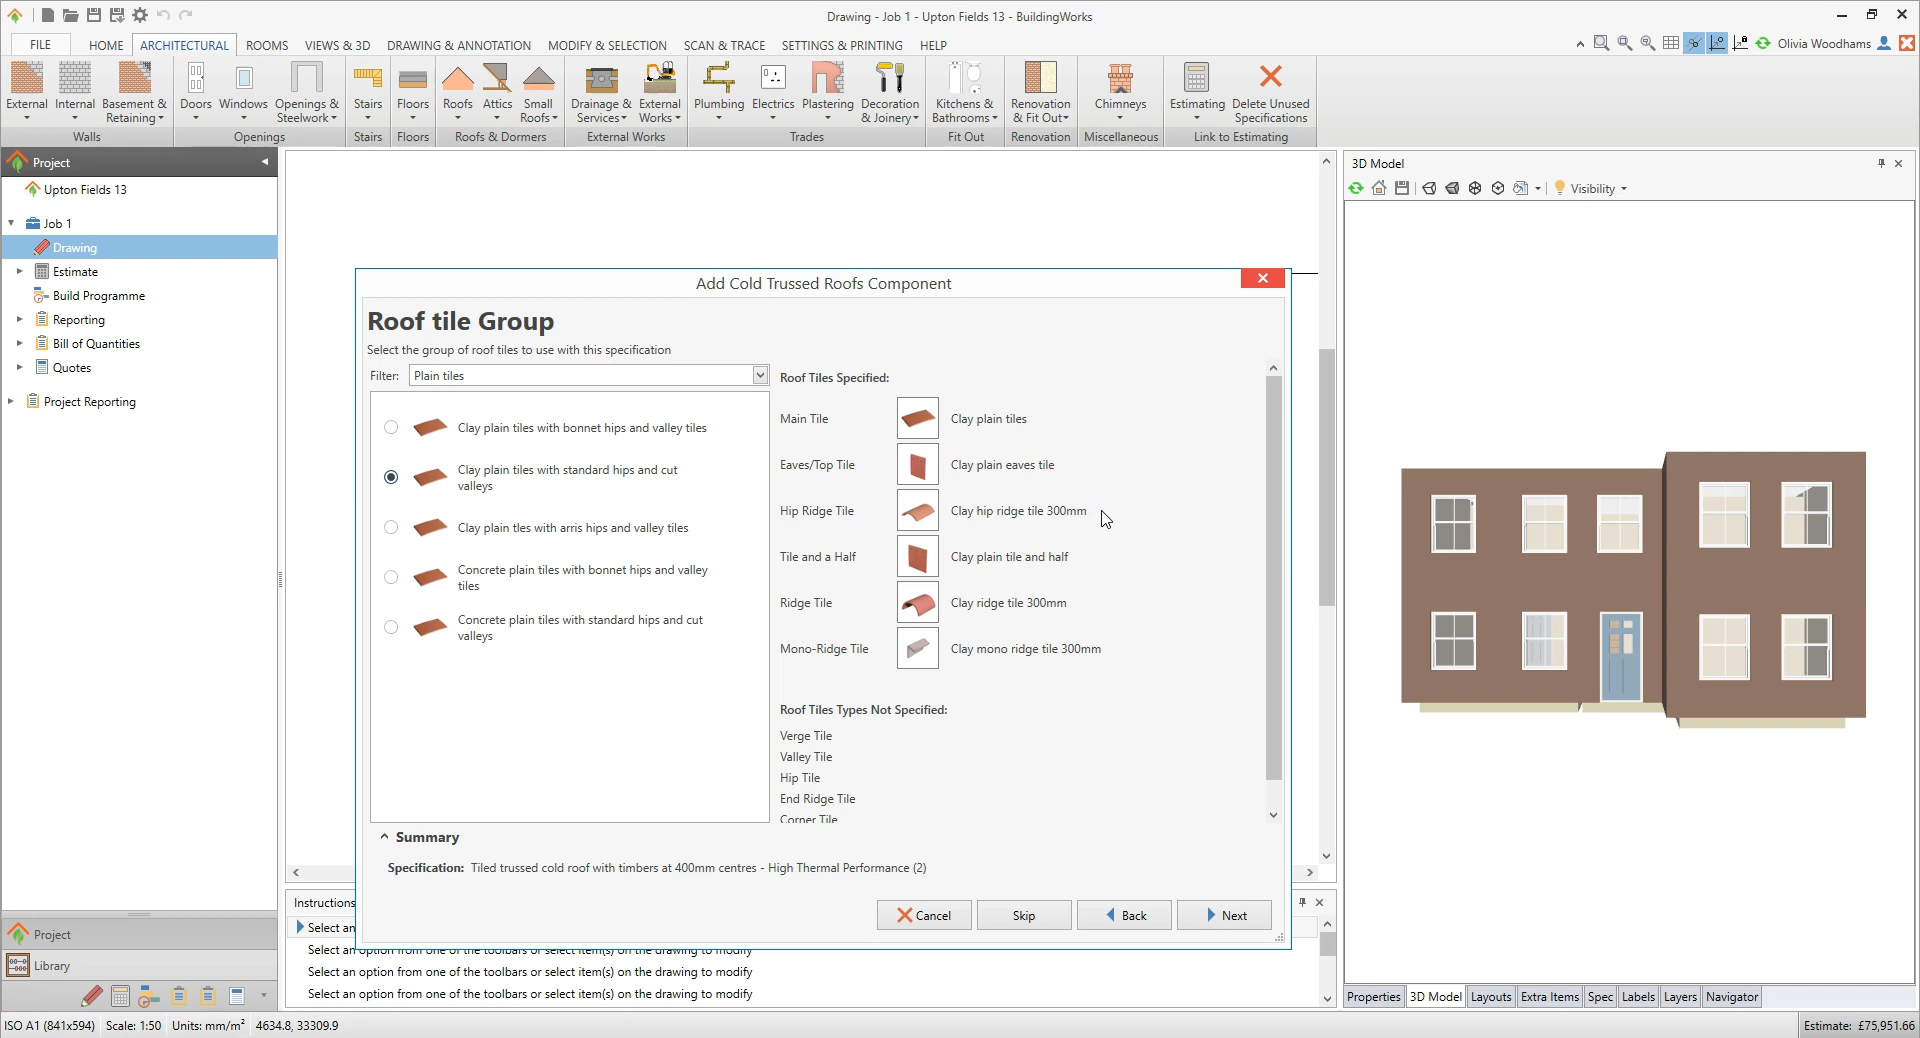 Drawing - Job 1 - Upton Fields 13 - BuildingWorks
FILE HOME ARCHITECTURAL ROOMS VIEWS & 3D DRAWING & ANNOTATION MODIFY & SELECTION SCAN & TRACE SETTINGS & PRINTING HELP Olivia Woodhams
External Internal Basement & Doors Windows Openings & Stairs Floors Roofs Attics Small Drainage & External Plumbing Electrics Plastering Decoration Kitchens & Renovation Chimneys Estimating Delete Unused
Retaining Steelwork Roofs Services Works & Joinery Bathrooms & Fit Out Specifications
Walls Openings Stairs Floors Roofs & Dormers External Works Trades Fit Out Renovation Miscellaneous Link to Estimating
Project
Upton Fields 13
Job 1
Drawing
Estimate
Build Programme
Reporting
Bill of Quantities
Quotes
Project Reporting
Project
Library
Add Cold Trussed Roofs Component
Roof tile Group
Select the group of roof tiles to use with this specification
Filter: Plain tiles
Clay plain tiles with bonnet hips and valley tiles
Clay plain tiles with standard hips and cut
valleys
Clay plain tles with arris hips and valley tiles
Concrete plain tiles with bonnet hips and valley
tiles
Concrete plain tiles with standard hips and cut
valleys
Roof Tiles Specified:
Main Tile Clay plain tiles
Eaves/Top Tile Clay plain eaves tile
Hip Ridge Tile Clay hip ridge tile 300mm
Tile and a Half Clay plain tile and half
Ridge Tile Clay ridge tile 300mm
Mono-Ridge Tile Clay mono ridge tile 300mm
Roof Tiles Types Not Specified:
Verge Tile
Valley Tile
Hip Tile
End Ridge Tile
Corner Tile
Summary
Specification: Tiled trussed cold roof with timbers at 400mm centres - High Thermal Performance (2)
Cancel Skip Back Next
Instructions
Select an
Select an option from one of the toolbars or select item(s) on the drawing to modify
Select an option from one of the toolbars or select item(s) on the drawing to modify
Select an option from one of the toolbars or select item(s) on the drawing to modify
3D Model
Visibility
Properties 3D Model Layouts Extra Items Spec Labels Layers Navigator
ISO A1 (841x594) Scale: 1:50 Units: mm/m² 4634.8, 33309.9 Estimate: £75,951.66